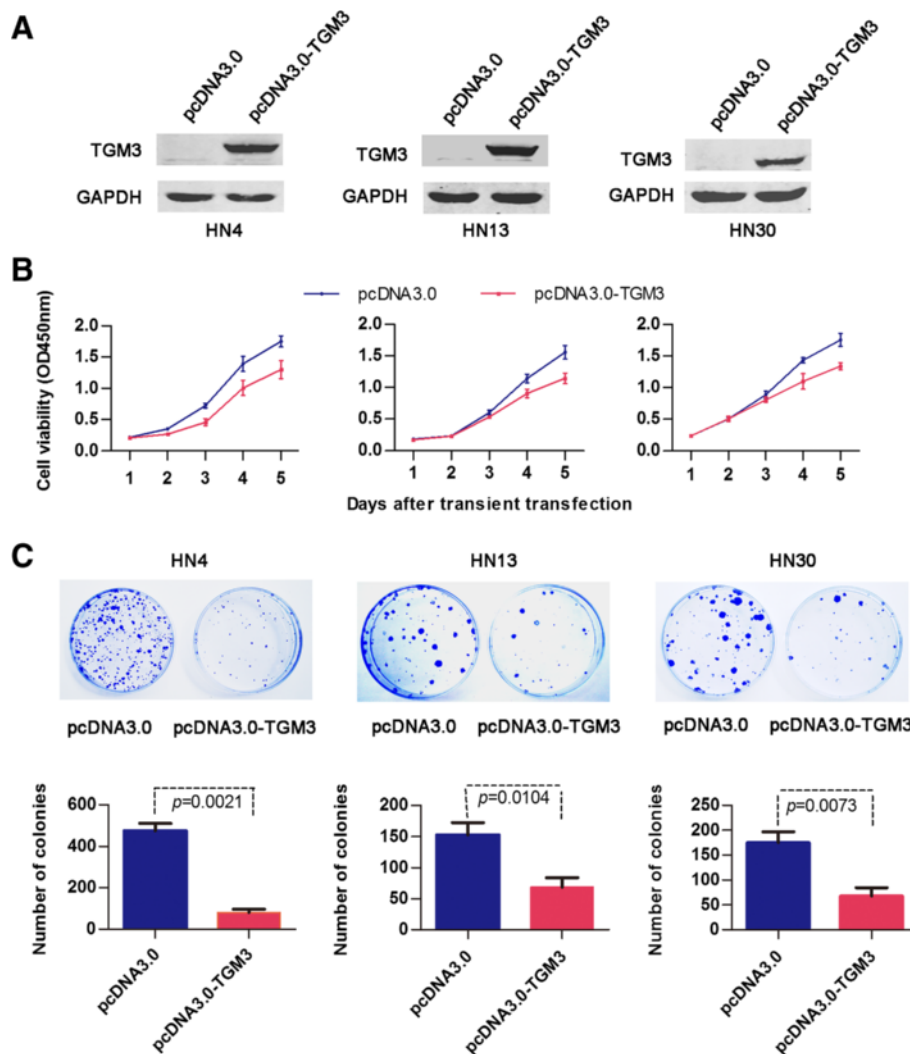 A
pcDNA3.0
pcDNA3.0-TGM3
TGM3
GAPDH
HN4
pcDNA3.0
pcDNA3.0-TGM3
TGM3
GAPDH
HN13
pcDNA3.0
pcDNA3.0-TGM3
TGM3
GAPDH
HN30
B
pcDNA3.0
pcDNA3.0-TGM3
Cell viability (OD450nm)
2.0
1.5
1.0
0.5
0.0
1 2 3 4 5
2.0
1.5
1.0
0.5
0.0
1 2 3 4 5
2.0
1.5
1.0
0.5
0.0
1 2 3 4 5
Days after transient transfection
C
HN4
HN13
HN30
pcDNA3.0 pcDNA3.0-TGM3
pcDNA3.0 pcDNA3.0-TGM3
pcDNA3.0 pcDNA3.0-TGM3
Number of colonies
600
400
200
0
p=0.0021
pcDNA3.0
pcDNA3.0-TGM3
Number of colonies
200
150
100
50
0
p=0.0104
pcDNA3.0
pcDNA3.0-TGM3
Number of colonies
250
200
150
100
50
0
p=0.0073
pcDNA3.0
pcDNA3.0-TGM3